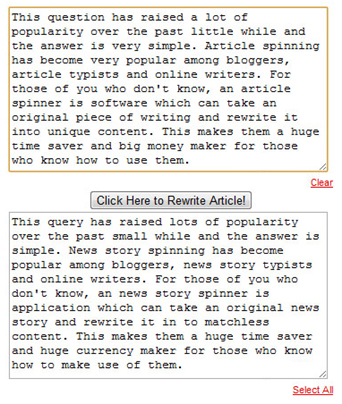 This question has raised a lot of
popularity over the past little while and
the answer is very simple. Article spinning
has become very popular among bloggers,
article typists and online writers. For
those of you who don't know, an article
spinner is software which can take an
original piece of writing and rewrite it
into unique content. This makes them a huge
time saver and big money maker for those
who know how to use them.
Clear
Click Here to Rewrite Article!
This query has raised lots of popularity
over the past small while and the answer is
simple. News story spinning has become
popular among bloggers, news story typists
and online writers. For those of you who
don't know, an news story spinner is
application which can take an original news
story and rewrite it in to matchless
content. This makes them a huge time saver
and huge currency maker for those who know
how to make use of them.
Select All